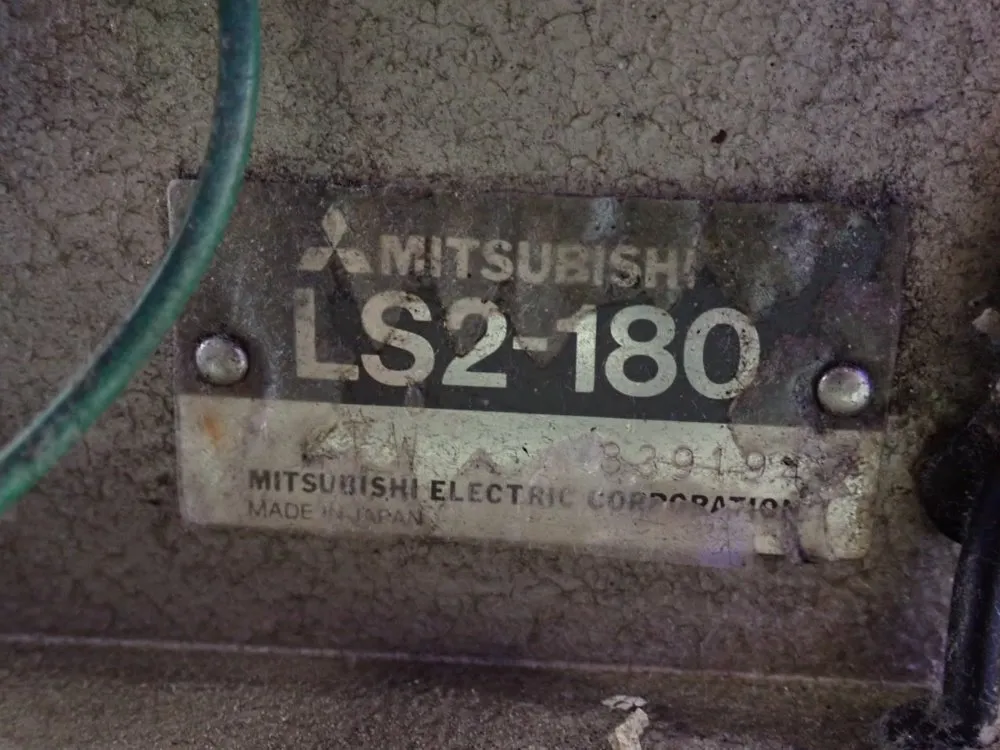 MITSUBISHI
LS2-180
MITSUBISHI ELECTRIC CORPORATION
MADE IN JAPAN